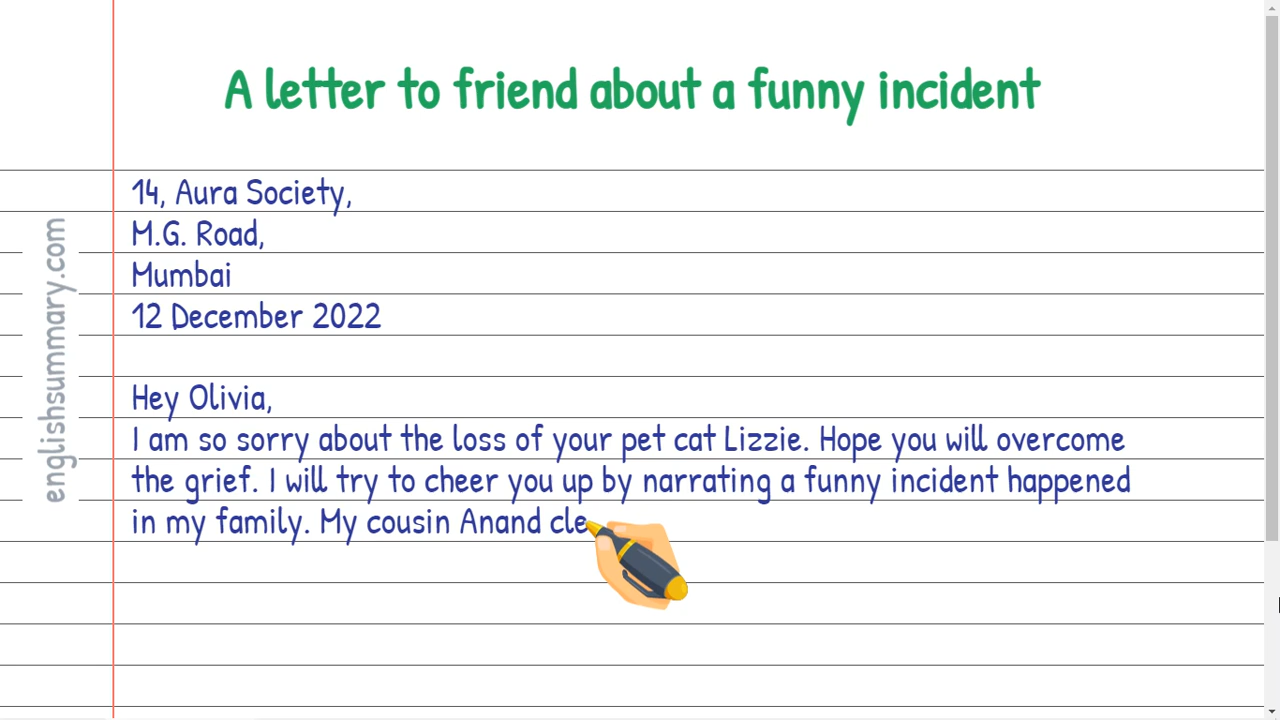 A letter to friend about a funny incident
14, Aura Society,
M.G. Road,
Mumbai
12 December 2022
Hey Olivia,
I am so sorry about the loss of your pet cat Lizzie. Hope you will overcome
the grief. I will try to cheer you up by narrating a funny incident happened
in my family. My cousin Anand cle
englishsummary.com